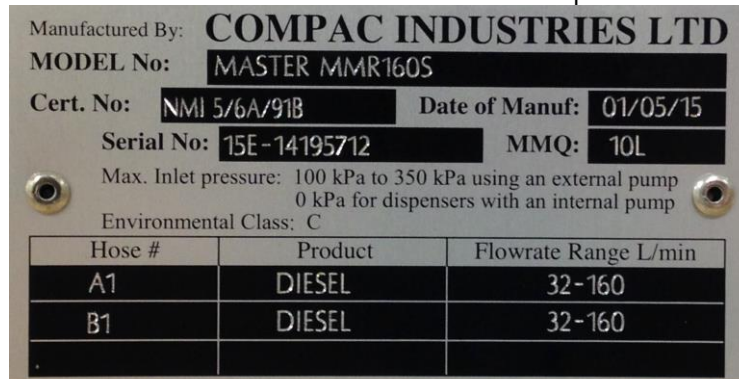 Manufactured By: COMPAC INDUSTRIES LTD
MODEL No: MASTER MMR160S
Cert. No: NMI 5/6A/91B Date of Manuf: 01/05/15
Serial No: 15E-14195712 MMQ: 10L
Max. Inlet pressure: 100 kPa to 350 kPa using an external pump
0 kPa for dispensers with an internal pump
Environmental Class: C
Hose # Product Flowrate Range L/min
A1 DIESEL 32-160
B1 DIESEL 32-160